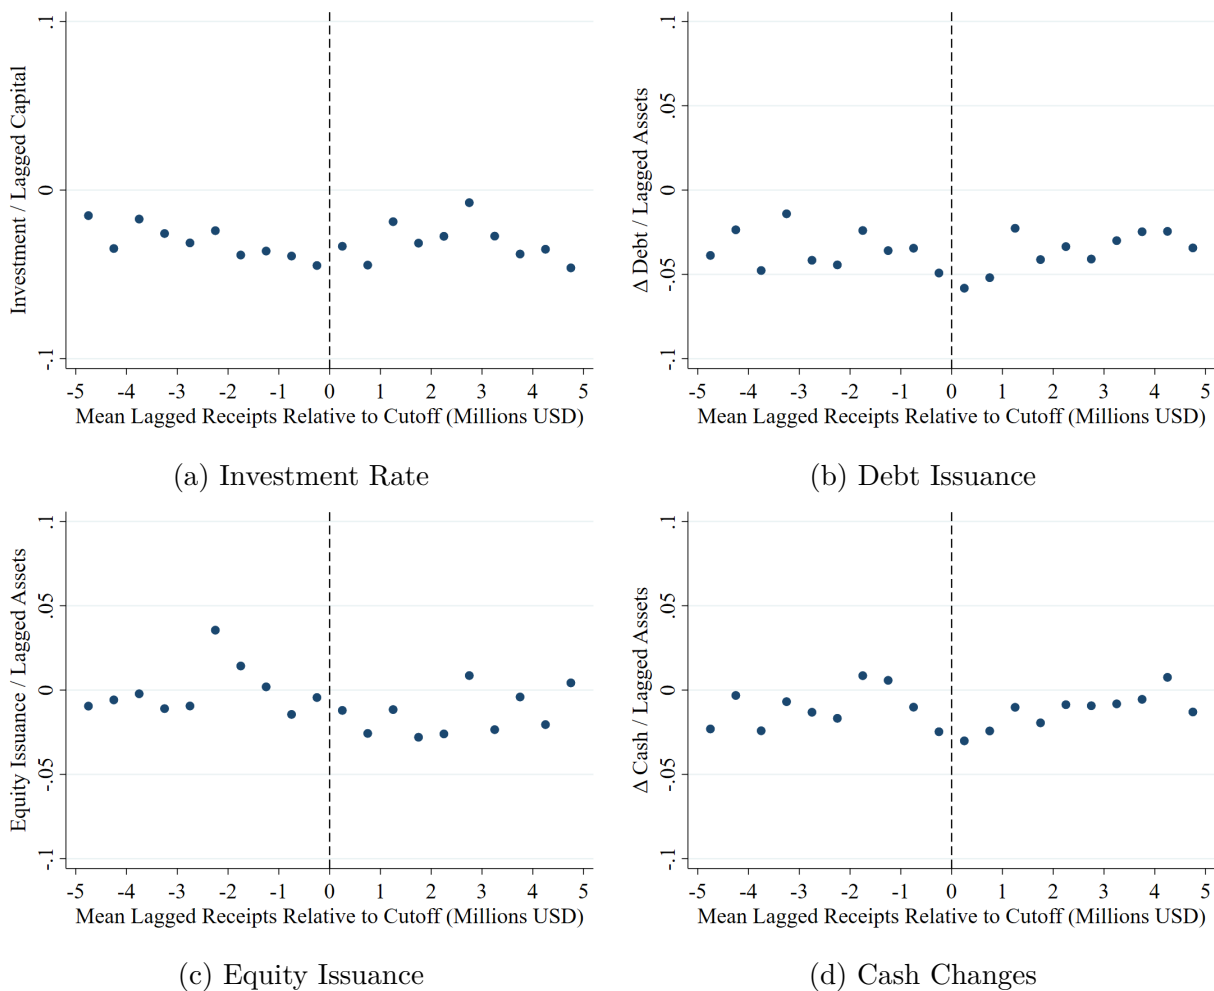 Investment / Lagged Capital
.1
0
-.1
-5 -4 -3 -2 -1 0 1 2 3 4 5
Mean Lagged Receipts Relative to Cutoff (Millions USD)
(a) Investment Rate
Δ Debt / Lagged Assets
.1
.05
0
-.05
-.1
-5 -4 -3 -2 -1 0 1 2 3 4 5
Mean Lagged Receipts Relative to Cutoff (Millions USD)
(b) Debt Issuance
Equity Issuance / Lagged Assets
.1
.05
0
-.05
-.1
-5 -4 -3 -2 -1 0 1 2 3 4 5
Mean Lagged Receipts Relative to Cutoff (Millions USD)
(c) Equity Issuance
Δ Cash / Lagged Assets
.1
.05
0
-.05
-.1
-5 -4 -3 -2 -1 0 1 2 3 4 5
Mean Lagged Receipts Relative to Cutoff (Millions USD)
(d) Cash Changes